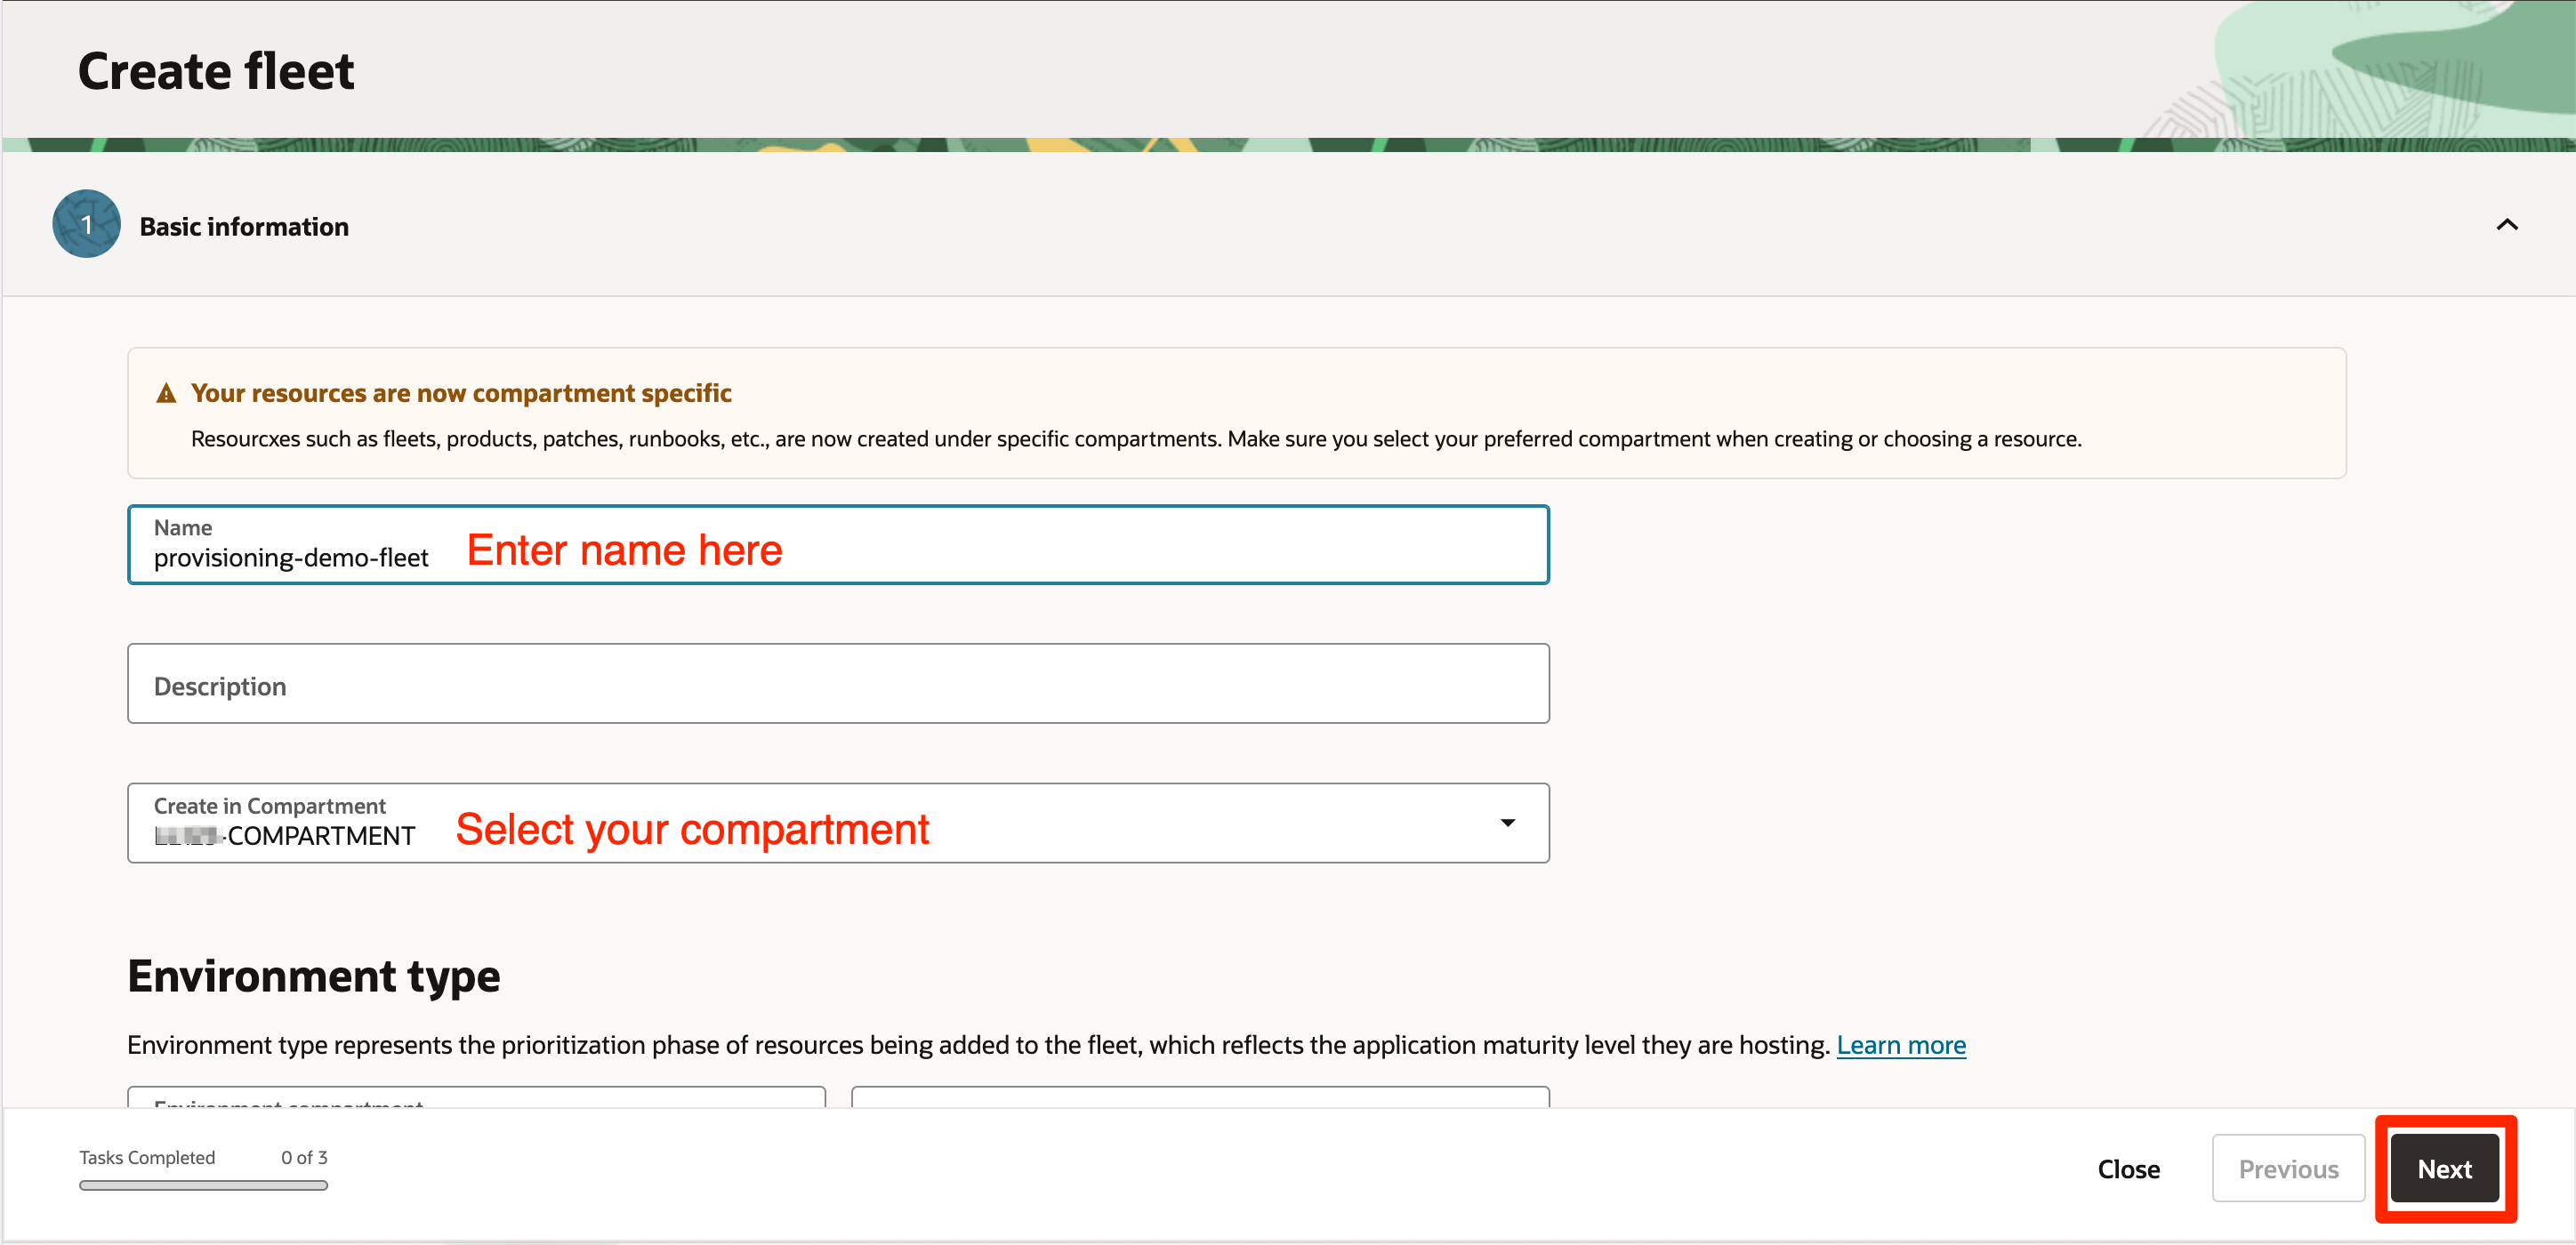 Create fleet
1
Basic information
Your resources are now compartment specific
Resourcxes such as fleets, products, patches, runbooks, etc., are now created under specific compartments. Make sure you select your preferred compartment when creating or choosing a resource.
Name
provisioning-demo-fleet
Enter name here
Description
Create in Compartment
-COMPARTMENT
Select your compartment
Environment type
Environment type represents the prioritization phase of resources being added to the fleet, which reflects the application maturity level they are hosting. Learn more
Environment compartment
Tasks Completed 0 of 3
Close
Previous
Next